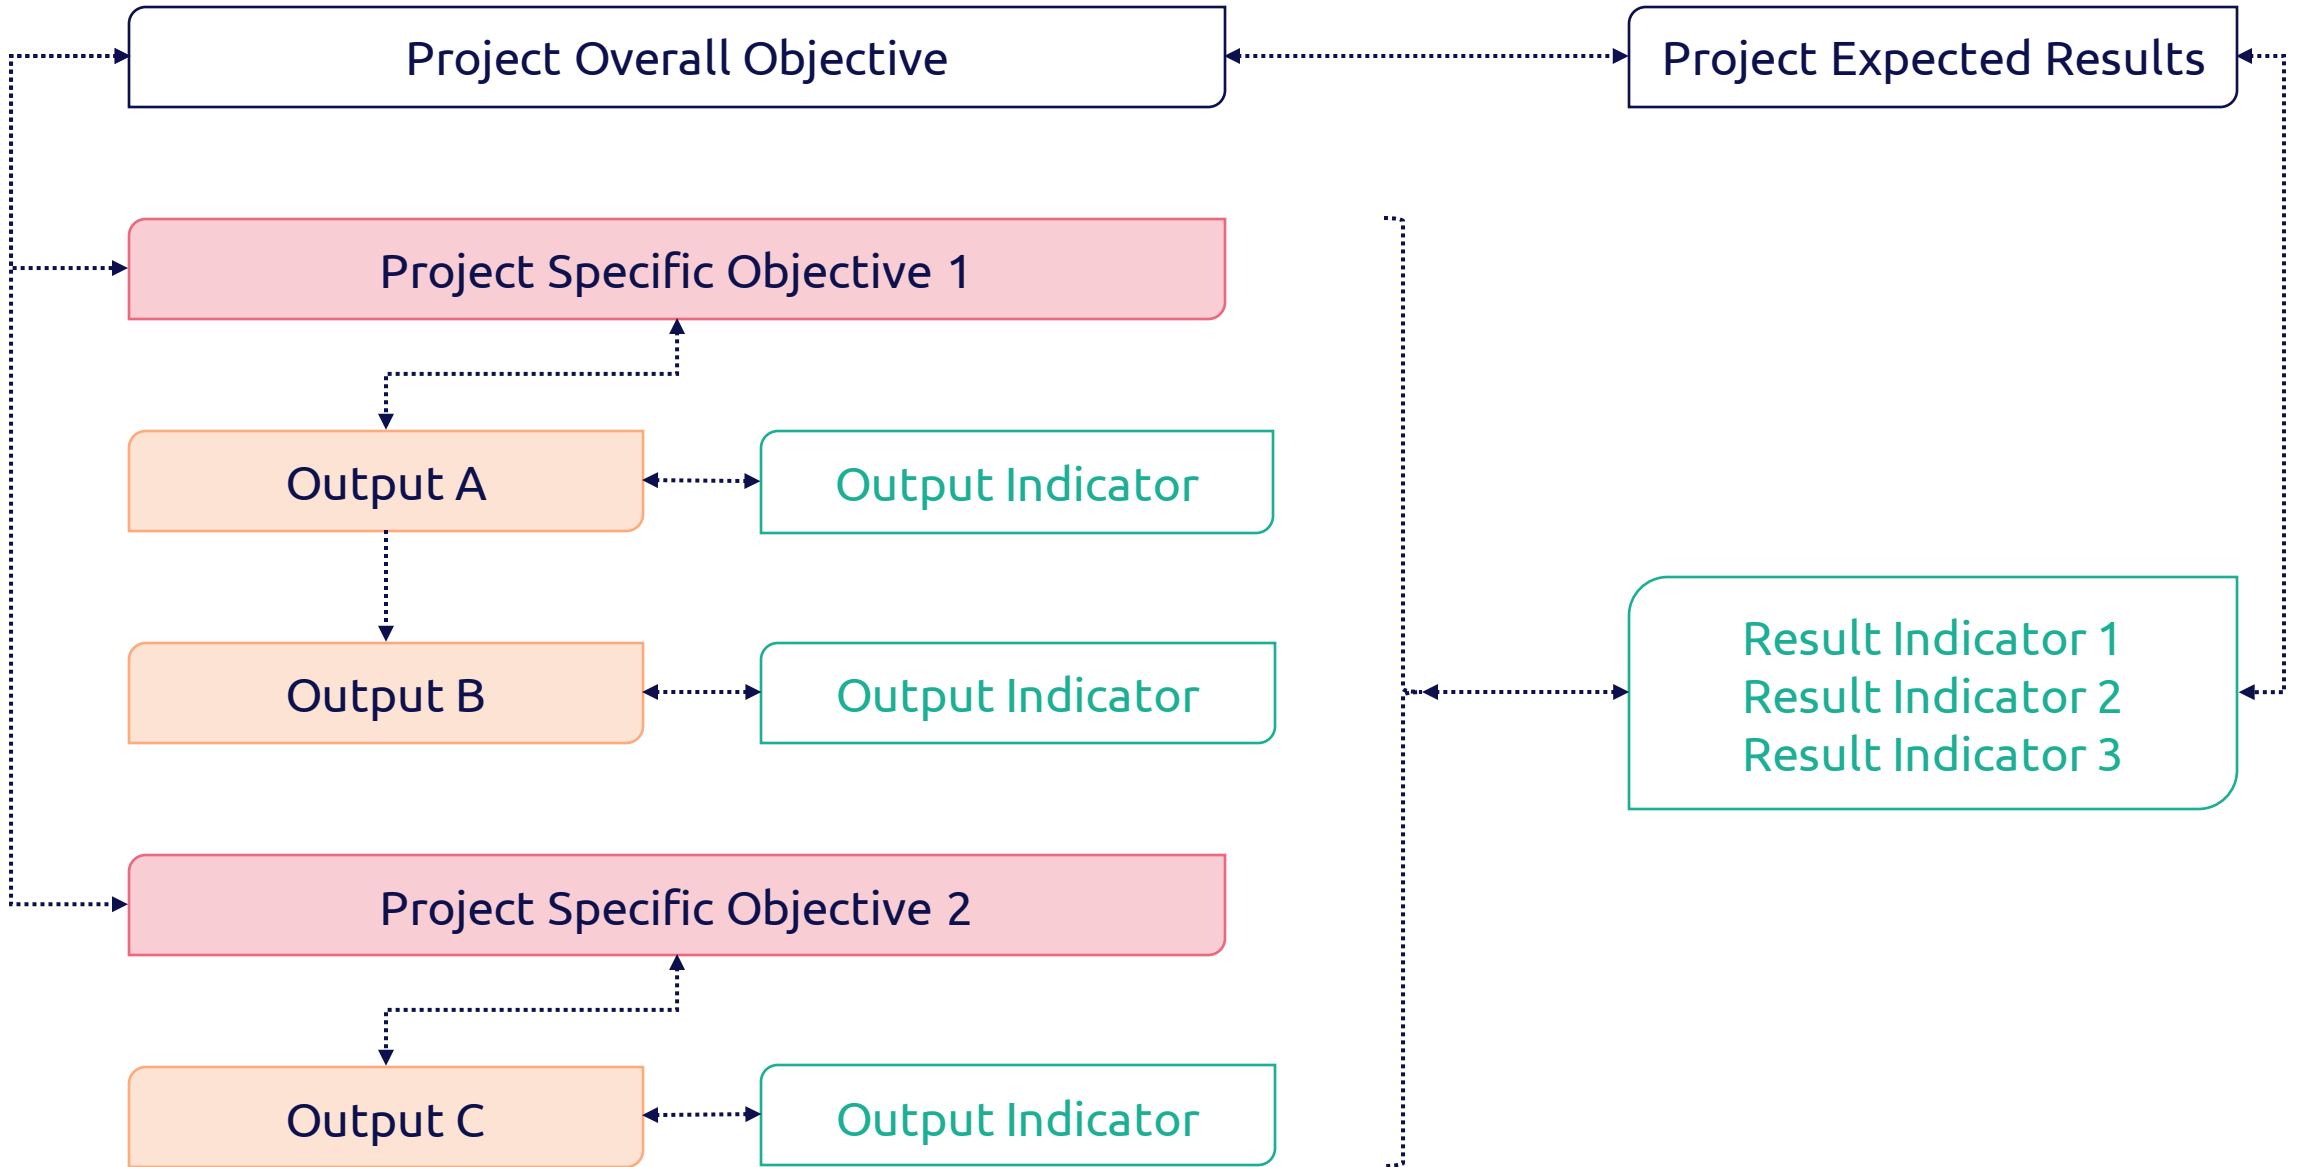 Project Overall Objective
Project Expected Results
Project Specific Objective 1
Output A
Output Indicator
Output B
Output Indicator
Result Indicator 1
Result Indicator 2
Result Indicator 3
Project Specific Objective 2
Output C
Output Indicator